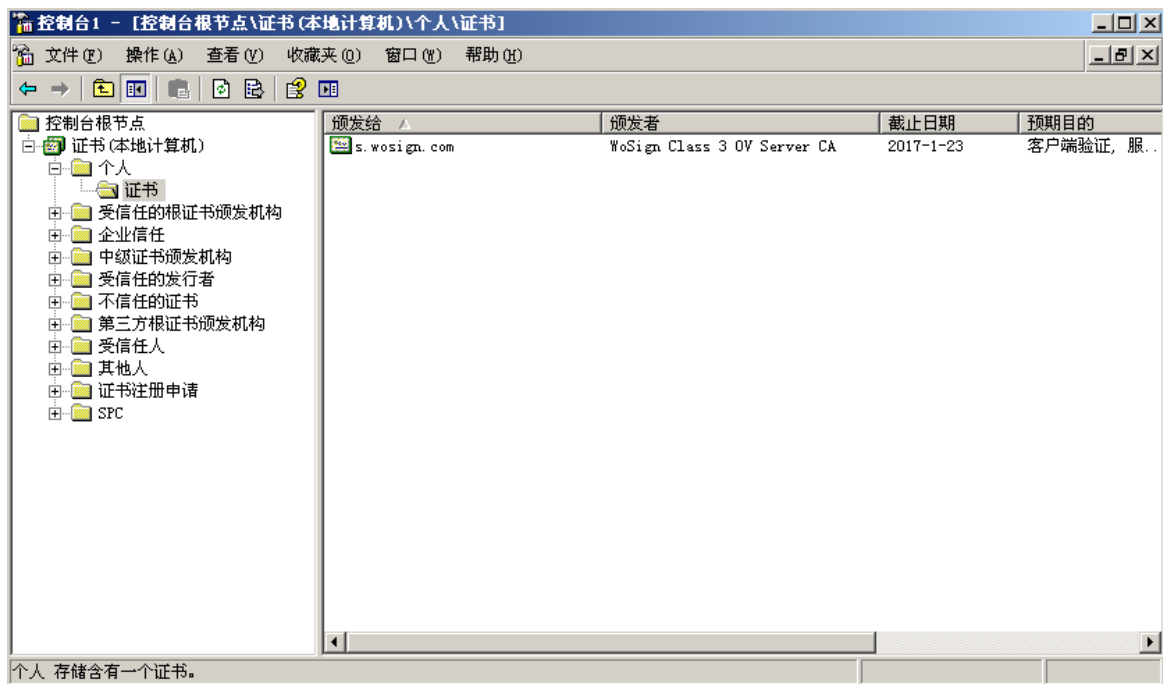 控制台1 - [控制台根节点\证书(本地计算机)\个人\证书]
文件(F) 操作(A) 查看(V) 收藏夹(O) 窗口(W) 帮助(H)
控制台根节点
证书(本地计算机)
个人
证书
受信任的根证书颁发机构
企业信任
中级证书颁发机构
受信任的发行者
不信任的证书
第三方根证书颁发机构
受信任人
其他人
证书注册申请
SPC
颁发给 颁发者 截止日期 预期目的
s.wosign.com WoSign Class 3 OV Server CA 2017-1-23 客户端验证, 服..
个人 存储含有一个证书。